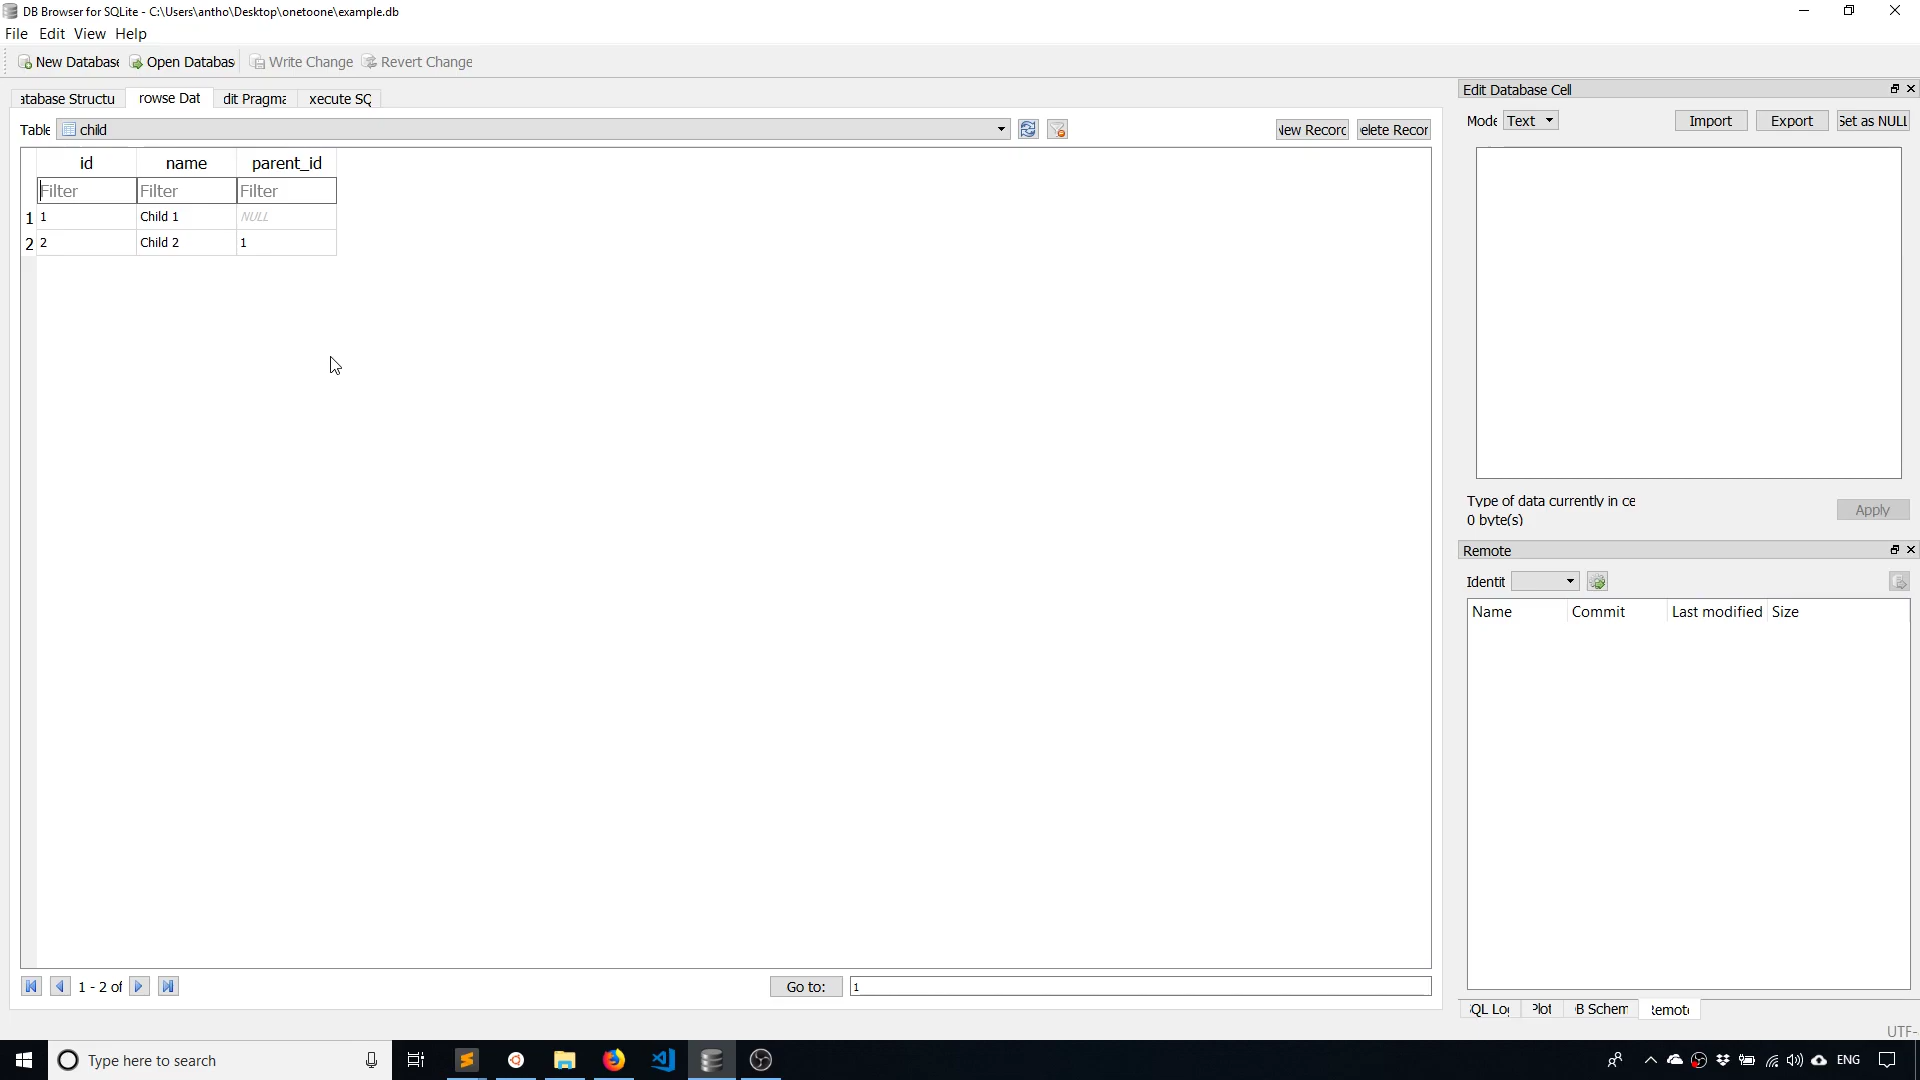 DB Browser for SQLite - C:\Users\antho\Desktop\onetoone\example.db
File Edit View Help
New Database Open Databas Write Change Revert Change
atabase Structu rowse Dat dit Pragma xecute SQ
Table child New Record elete Recor
id name parent_id
Filter Filter Filter
1 1 Child 1 NULL
2 2 Child 2 1
1 - 2 of Go to: 1
Edit Database Cell
Mode Text Import Export Set as NULL
Type of data currently in ce
0 byte(s)
Apply
Remote
Identit
Name Commit Last modified Size
QL Log Plot B Schem Remote
UTF-
Type here to search
ENG